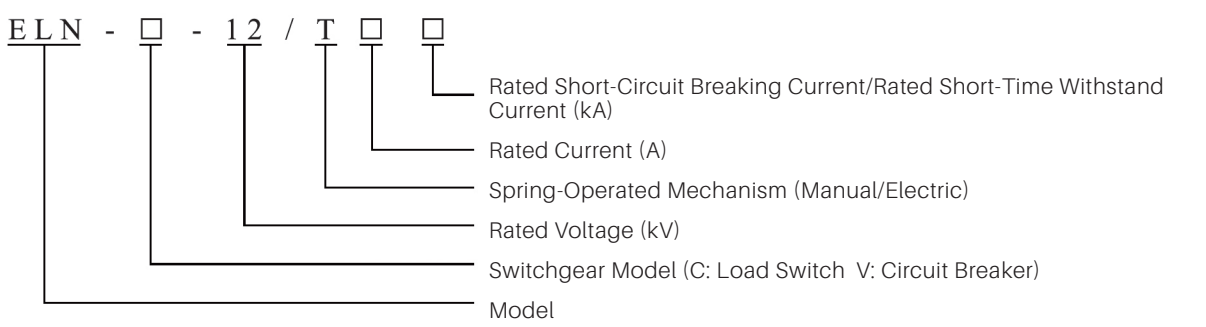 ELN - □ - 12 / T □ □
Rated Short-Circuit Breaking Current/Rated Short-Time Withstand
Current (kA)
Rated Current (A)
Spring-Operated Mechanism (Manual/Electric)
Rated Voltage (kV)
Switchgear Model (C: Load Switch V: Circuit Breaker)
Model